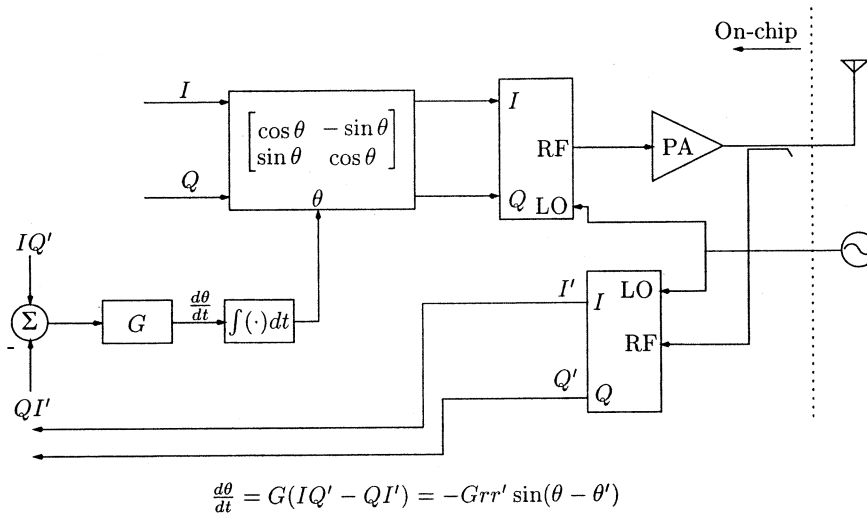 On-chip
I
Q
[cos θ − sin θ
sin θ cos θ]
θ
I
RF
Q LO
PA
IQ′
Σ
-
QI′
G
dθ/dt
∫(·)dt
I′
Q′
I LO
RF
Q
dθ/dt = G(IQ′ − QI′) = −Grr′ sin(θ − θ′)